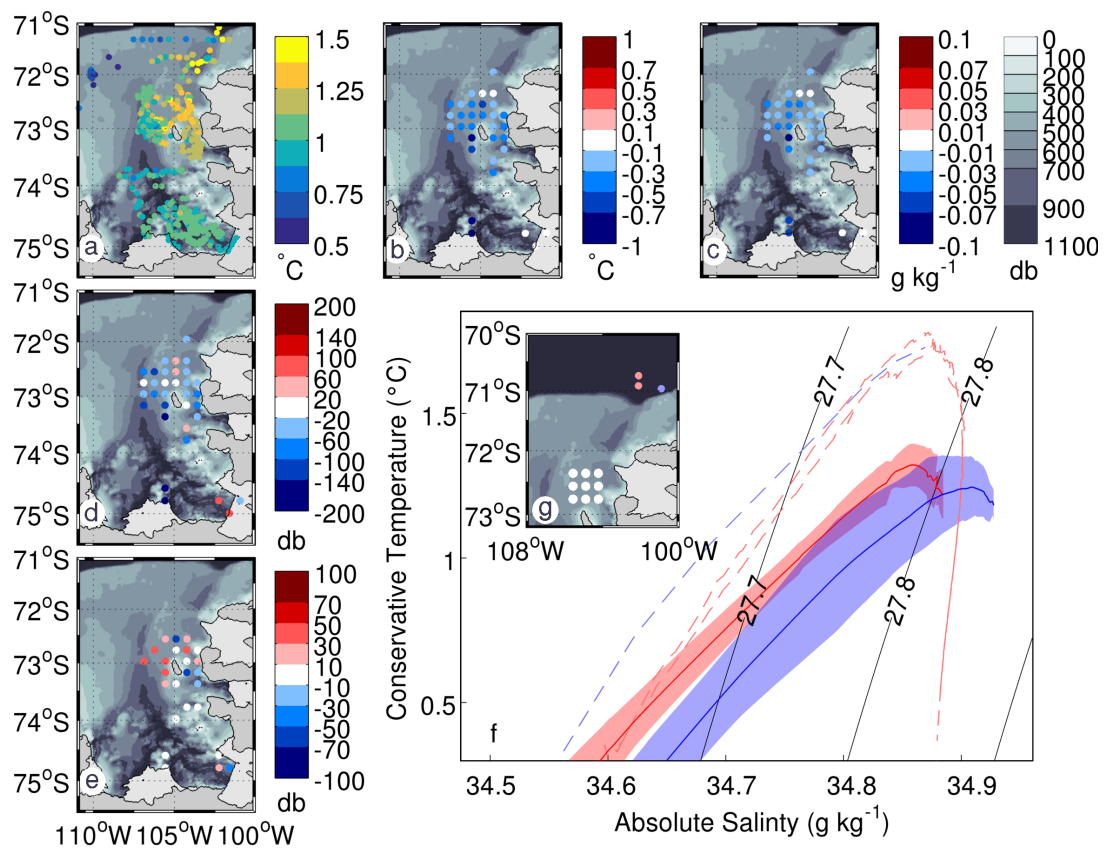 71°S
72°S
73°S
74°S
75°S
a
1.5
1.25
1
0.75
0.5
°C
b
1
0.7
0.5
0.3
0.1
-0.1
-0.3
-0.5
-0.7
-1
°C
c
0.1
0.07
0.05
0.03
0.01
-0.01
-0.03
-0.05
-0.07
-0.1
g kg-1
0
100
200
300
400
500
600
700
900
1100
db
71°S
72°S
73°S
74°S
75°S
d
200
140
100
60
20
-20
-60
-100
-140
-200
db
71°S
72°S
73°S
74°S
75°S
e
110°W
105°W
100°W
100
70
50
30
10
-10
-30
-50
-70
-100
db
Conservative Temperature (°C)
1.5
1
0.5
f
34.5
34.6
34.7
34.8
34.9
Absolute Salinty (g kg-1)
27.7
27.8
27.7
27.8
70°S
71°S
72°S
73°S
g
108°W
100°W